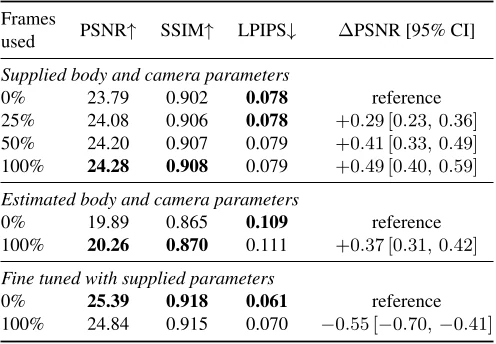 Frames used PSNR↑ SSIM↑ LPIPS↓ ΔPSNR [95% CI]
Supplied body and camera parameters
0% 23.79 0.902 0.078 reference
25% 24.08 0.906 0.078 +0.29 [0.23, 0.36]
50% 24.20 0.907 0.079 +0.41 [0.33, 0.49]
100% 24.28 0.908 0.079 +0.49 [0.40, 0.59]
Estimated body and camera parameters
0% 19.89 0.865 0.109 reference
100% 20.26 0.870 0.111 +0.37 [0.31, 0.42]
Fine tuned with supplied parameters
0% 25.39 0.918 0.061 reference
100% 24.84 0.915 0.070 −0.55 [−0.70, −0.41]